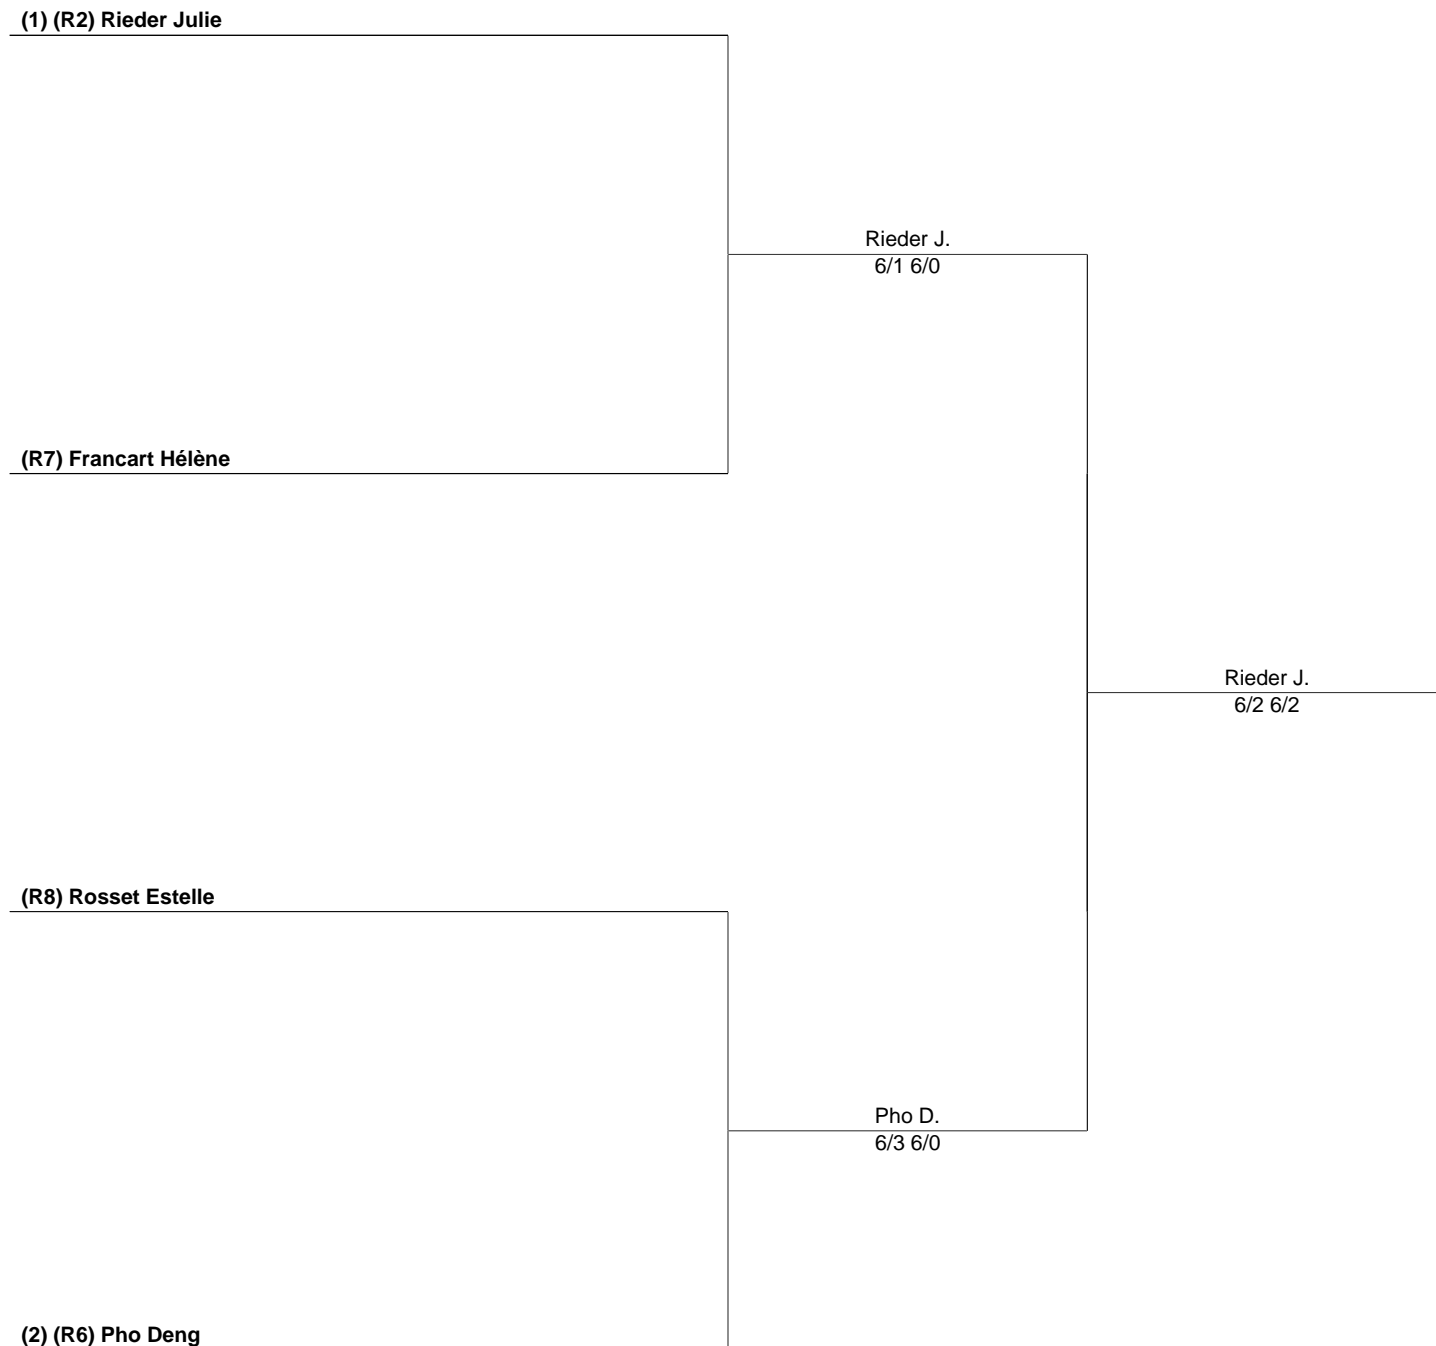 (1) (R2) Rieder Julie
Rieder J.
6/1 6/0
(R7) Francart Hélène
Rieder J.
6/2 6/2
(R8) Rosset Estelle
Pho D.
6/3 6/0
(2) (R6) Pho Deng